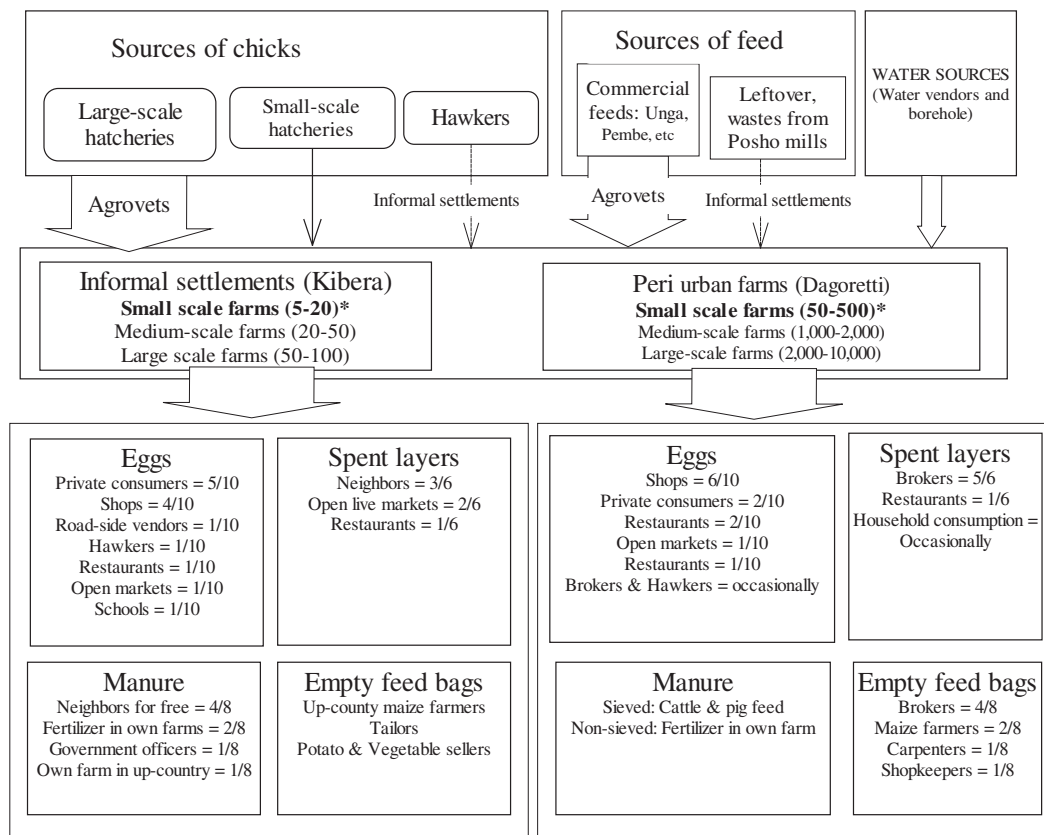 Sources of chicks
Large-scale
hatcheries
Small-scale
hatcheries
Hawkers
Sources of feed
Commercial
feeds: Unga,
Pembe, etc
Leftover,
wastes from
Posho mills
WATER SOURCES
(Water vendors and
borehole)
Agrovets
Informal settlements
Agrovets
Informal settlements
Informal settlements (Kibera)
Small scale farms (5-20)*
Medium-scale farms (20-50)
Large scale farms (50-100)
Peri urban farms (Dagoretti)
Small scale farms (50-500)*
Medium-scale farms (1,000-2,000)
Large-scale farms (2,000-10,000)
Eggs
Private consumers = 5/10
Shops = 4/10
Road-side vendors = 1/10
Hawkers = 1/10
Restaurants = 1/10
Open markets = 1/10
Schools = 1/10
Spent layers
Neighbors = 3/6
Open live markets = 2/6
Restaurants = 1/6
Manure
Neighbors for free = 4/8
Fertilizer in own farms = 2/8
Government officers = 1/8
Own farm in up-country = 1/8
Empty feed bags
Up-county maize farmers
Tailors
Potato & Vegetable sellers
Eggs
Shops = 6/10
Private consumers = 2/10
Restaurants = 2/10
Open markets = 1/10
Restaurants = 1/10
Brokers & Hawkers = occasionally
Spent layers
Brokers = 5/6
Restaurants = 1/6
Household consumption =
Occasionally
Manure
Sieved: Cattle & pig feed
Non-sieved: Fertilizer in own farm
Empty feed bags
Brokers = 4/8
Maize farmers = 2/8
Carpenters = 1/8
Shopkeepers = 1/8